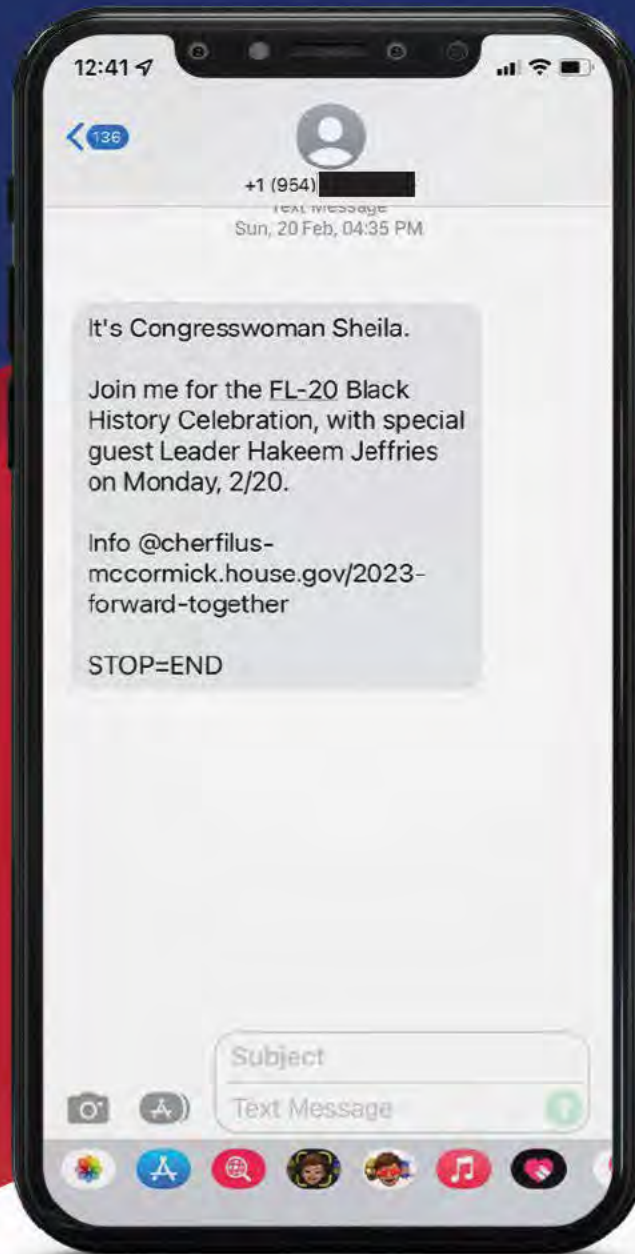 12:41
136
+1 (954)
Text Message
Sun, 20 Feb, 04:35 PM
It's Congresswoman Sheila.
Join me for the FL-20 Black
History Celebration, with special
guest Leader Hakeem Jeffries
on Monday, 2/20.
Info @cherfilus-
mccormick.house.gov/2023-
forward-together
STOP=END
Subject
Text Message